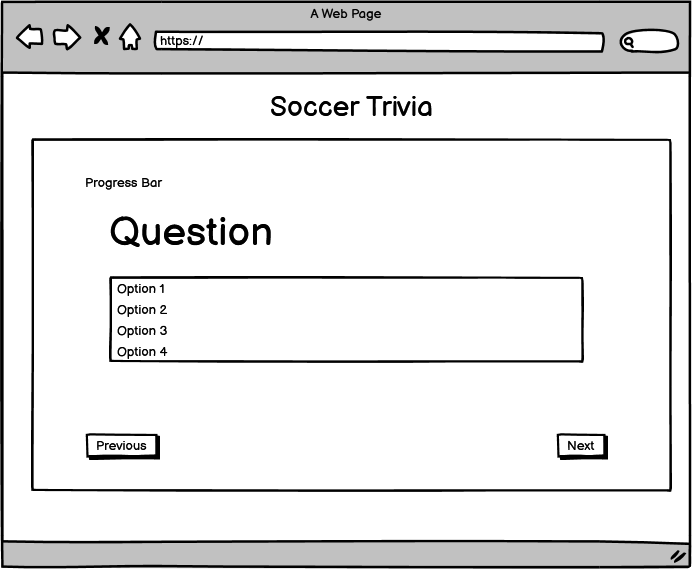 A Web Page
https://
Soccer Trivia
Progress Bar
Question
Option 1
Option 2
Option 3
Option 4
Previous
Next